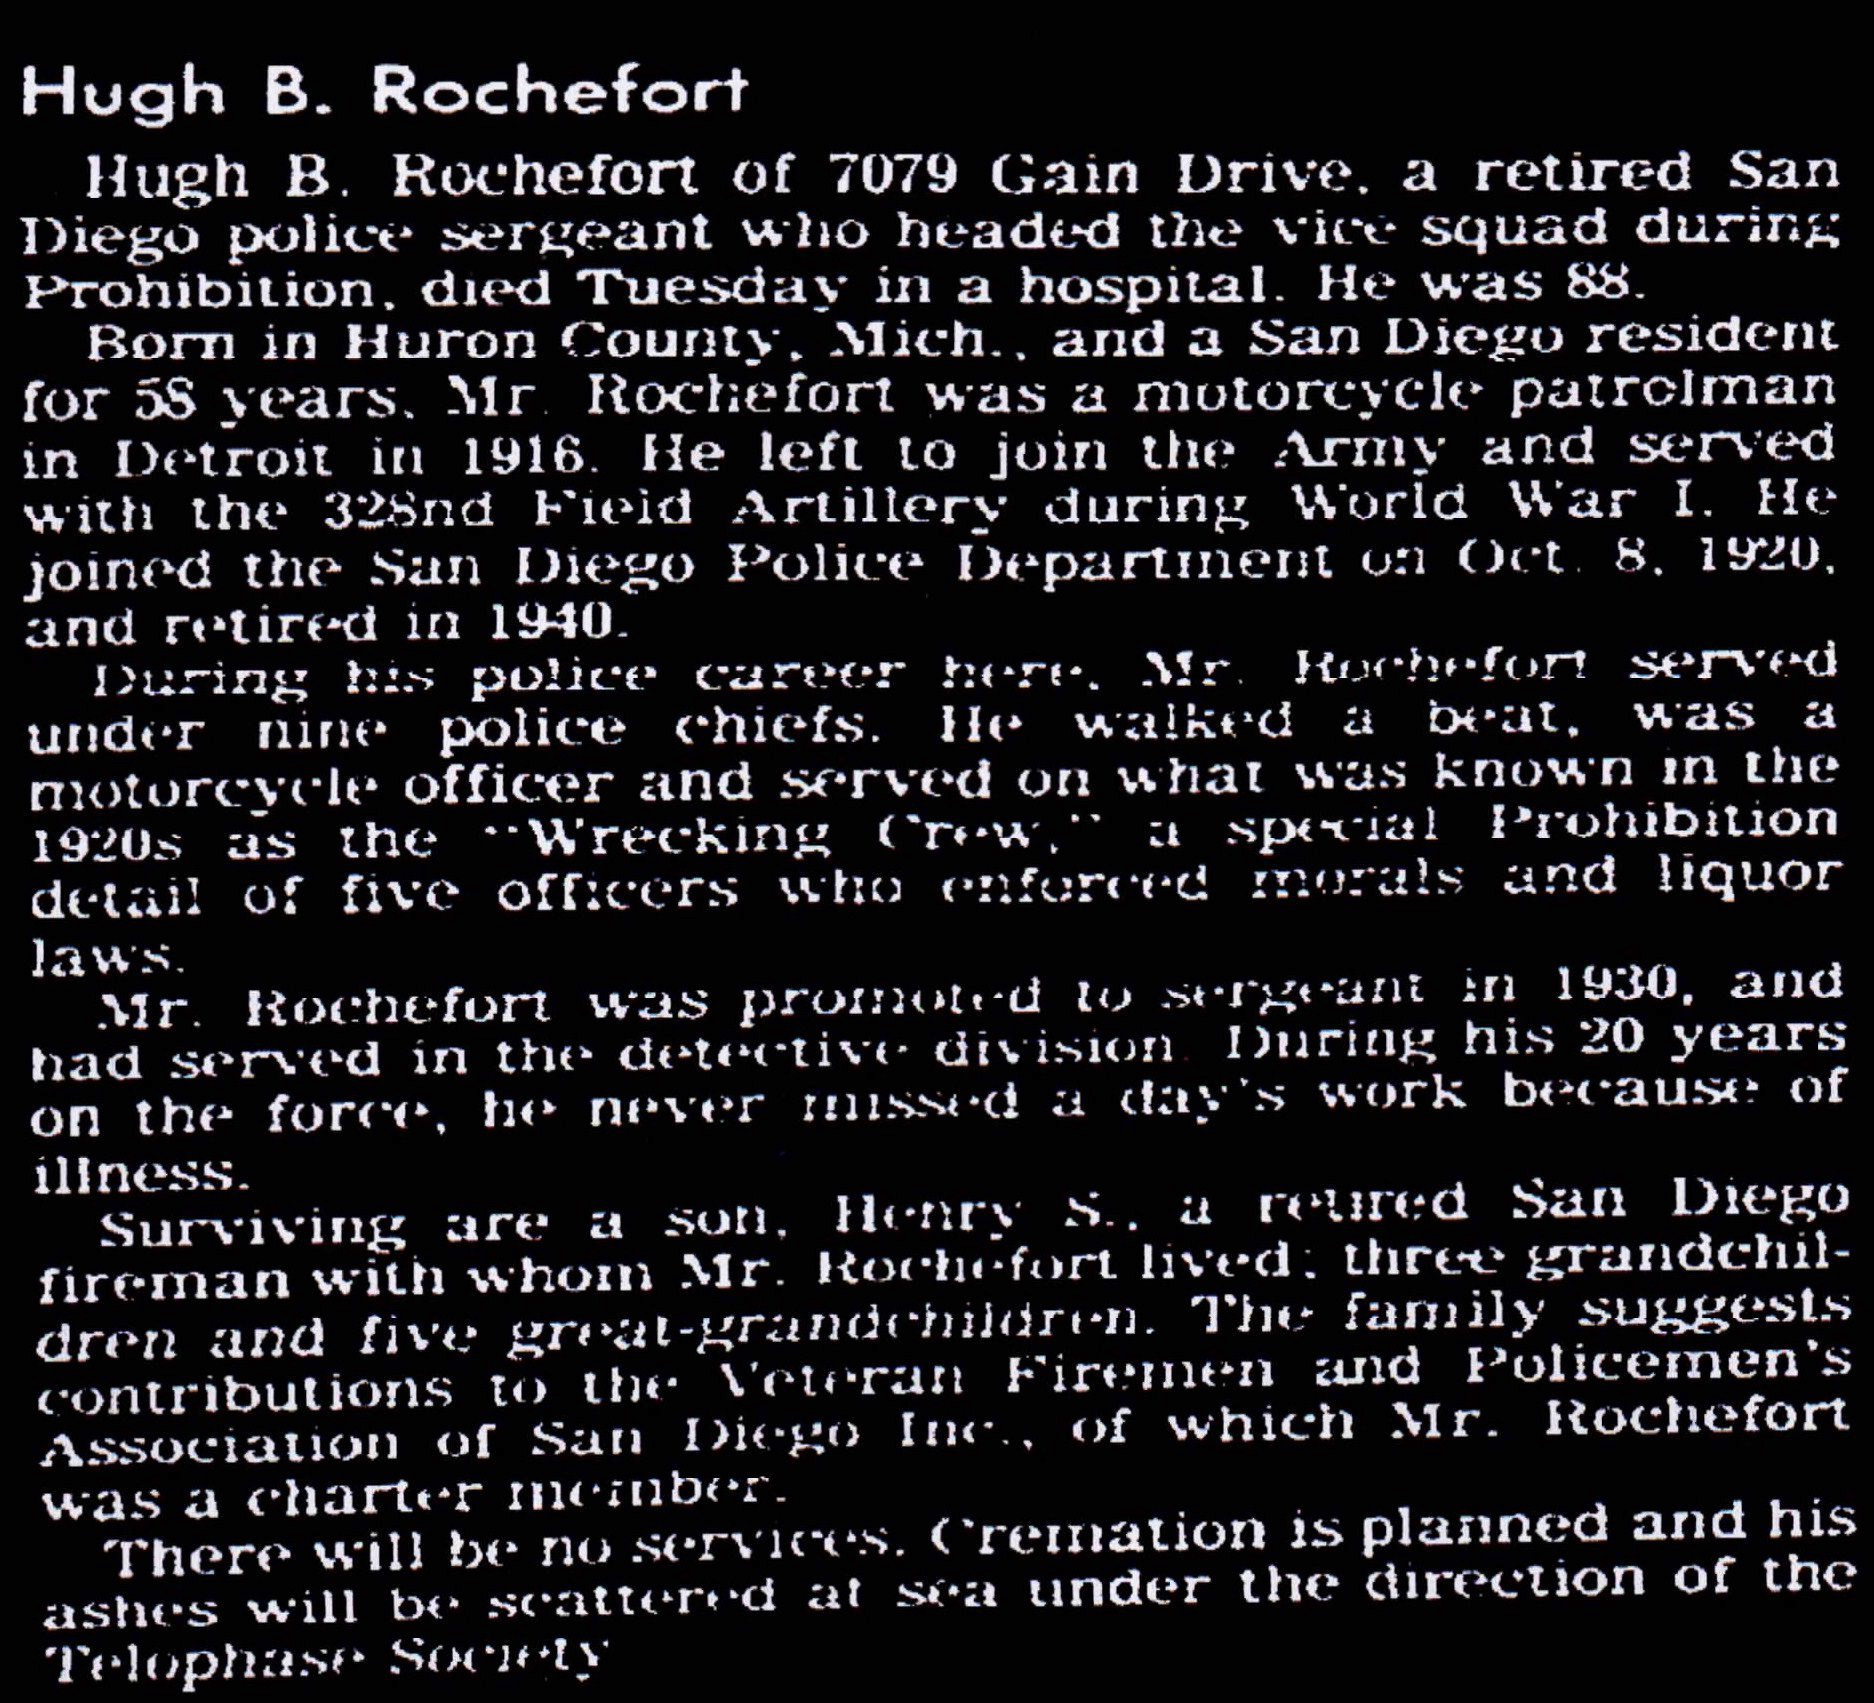 Hugh B. Rochefort
Hugh B. Rochefort of 7079 Gain Drive, a retired San
Diego police sergeant who headed the vice squad during
Prohibition, died Tuesday in a hospital. He was 88.
Born in Huron County, Mich., and a San Diego resident
for 58 years, Mr. Rochefort was a motorcycle patrolman
in Detroit in 1916. He left to join the Army and served
with the 328nd Field Artillery during World War I. He
joined the San Diego Police Department on Oct. 8, 1920,
and retired in 1940.
During his police career here, Mr. Rochefort served
under nine police chiefs. He walked a beat, was a
motorcycle officer and served on what was known in the
1920s as the "Wrecking Crew," a special Prohibition
detail of five officers who enforced morals and liquor
laws.
Mr. Rochefort was promoted to sergeant in 1930, and
had served in the detective division. During his 20 years
on the force, he never missed a day's work because of
illness.
Surviving are a son, Henry S., a retired San Diego
fireman with whom Mr. Rochefort lived; three grandchil-
dren and five great-grandchildren. The family suggests
contributions to the Veteran Firemen and Policemen's
Association of San Diego Inc., of which Mr. Rochefort
was a charter member.
There will be no services. Cremation is planned and his
ashes will be scattered at sea under the direction of the
Telophase Society